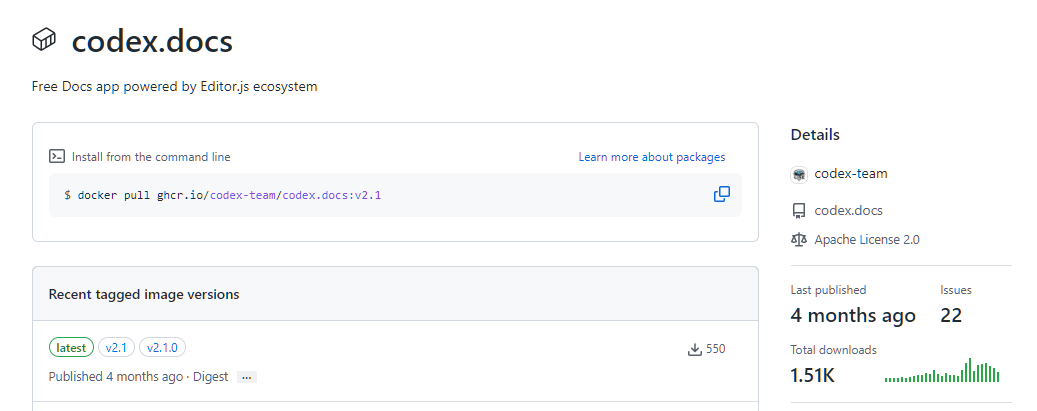 codex.docs
Free Docs app powered by Editor.js ecosystem
Install from the command line
Learn more about packages
$ docker pull ghcr.io/codex-team/codex.docs:v2.1
Recent tagged image versions
latest v2.1 v2.1.0
550
Published 4 months ago · Digest ...
Details
codex-team
codex.docs
Apache License 2.0
Last published
4 months ago
Issues
22
Total downloads
1.51K